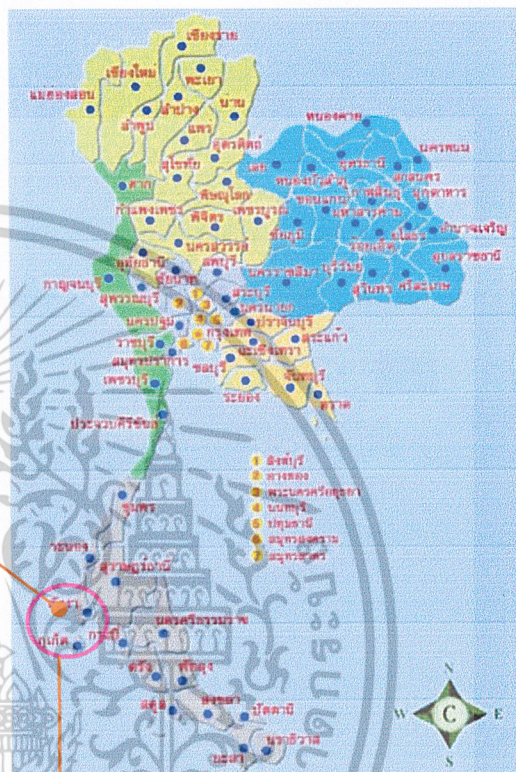 เชียงราย
เชียงใหม่
พะเยา
แม่ฮ่องสอน
ลำปาง
น่าน
ลำพูน
แพร่
อุตรดิตถ์
สุโขทัย
ตาก
พิษณุโลก
กำแพงเพชร
พิจิตร
เพชรบูรณ์
นครสวรรค์
หนองคาย
นครพนม
เลย
อุดรธานี
สกลนคร
หนองบัวลำภู
กาฬสินธุ์
มุกดาหาร
ขอนแก่น
มหาสารคาม
ชัยภูมิ
ร้อยเอ็ด
ยโสธร
อำนาจเจริญ
อุบลราชธานี
นครราชสีมา
บุรีรัมย์
สุรินทร์
ศรีสะเกษ
อุทัยธานี
ลพบุรี
ชัยนาท
กาญจนบุรี
สุพรรณบุรี
สระบุรี
นครนายก
นครปฐม
กรุงเทพ
ปราจีนบุรี
สระแก้ว
ราชบุรี
ฉะเชิงเทรา
สมุทรปราการ
ชลบุรี
เพชรบุรี
ระยอง
จันทบุรี
ตราด
ประจวบคีรีขันธ์
1 สิงห์บุรี
2 อ่างทอง
3 พระนครศรีอยุธยา
4 นนทบุรี
5 ปทุมธานี
6 สมุทรสงคราม
7 สมุทรสาคร
ชุมพร
ระนอง
สุราษฎร์ธานี
ภูเก็ต
กระบี่
นครศรีธรรมราช
ตรัง
พัทลุง
สตูล
สงขลา
ปัตตานี
ยะลา
นราธิวาส
N
W C E
S